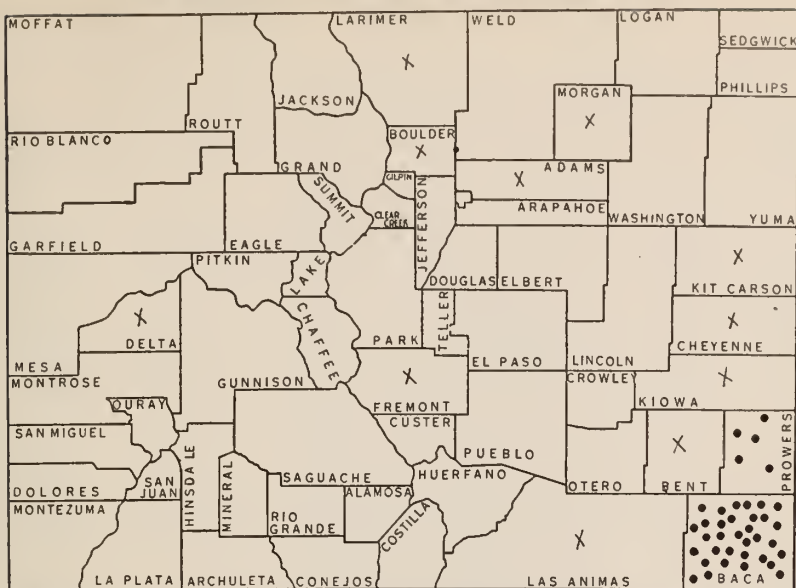 MOFFAT
LARIMER
WELD
LOGAN
SEDGWICK
PHILLIPS
JACKSON
MORGAN
ROUTT
RIO BLANCO
BOULDER
X
X
X
GRAND
GILPIN
X
ADAMS
SUMMIT
CLEAR CREEK
JEFFERSON
ARAPAHOE
WASHINGTON
YUMA
GARFIELD
EAGLE
PITKIN
LAKE
DOUGLAS
ELBERT
X
KIT CARSON
CHAFFEE
TELLER
X
DELTA
PARK
X
CHEYENNE
MESA
MONTROSE
GUNNISON
EL PASO
LINCOLN
CROWLEY
X
KIOWA
OURAY
X
FREMONT
CUSTER
SAN MIGUEL
PUEBLO
X
BENT
PROWERS
HINSDALE
MINERAL
SAGUACHE
HUERFANO
OTERO
DOLORES
SAN JUAN
MONTEZUMA
RIO GRANDE
ALAMOSA
COSTILLA
X
LA PLATA
ARCHULETA
CONEJOS
LAS ANIMAS
BACA